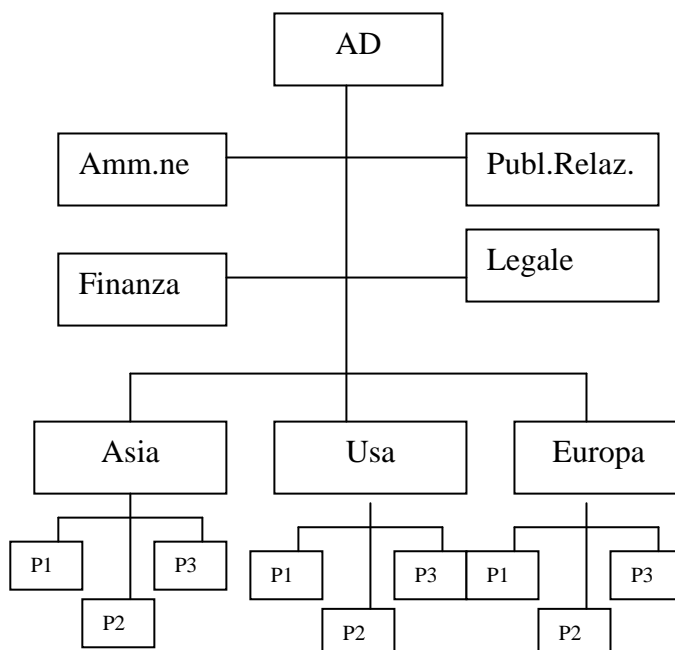 AD
Amm.ne
Publ.Relaz.
Finanza
Legale
Asia
Usa
Europa
P1
P3
P2
P1
P3
P2
P1
P3
P2